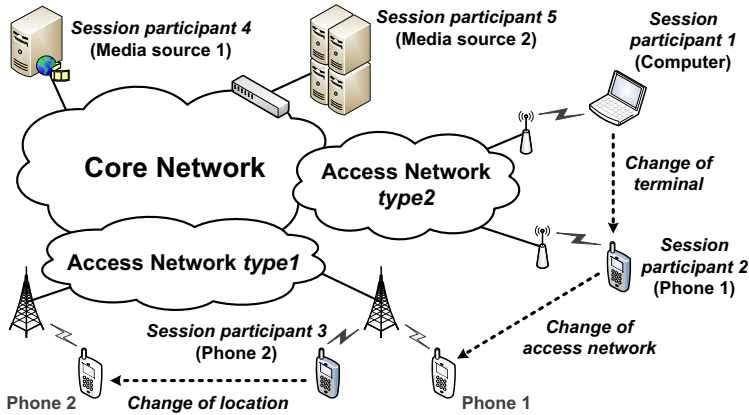 Session participant 4
(Media source 1)
Session participant 5
(Media source 2)
Session
participant 1
(Computer)
Core Network
Access Network
type2
Change of
terminal
Access Network type1
Session
participant 2
(Phone 1)
Session participant 3
(Phone 2)
Change of
access network
Phone 2
Change of location
Phone 1